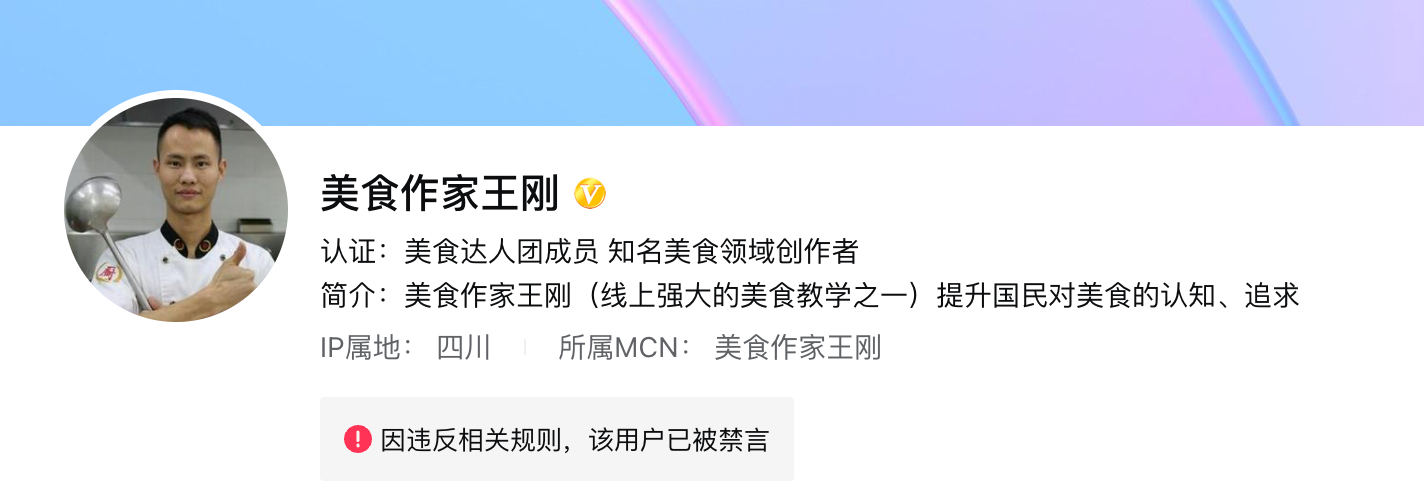 美食作家王刚 V
认证：美食达人团成员 知名美食领域创作者
简介：美食作家王刚（线上强大的美食教学之一）提升国民对美食的认知、追求
IP属地： 四川 所属MCN： 美食作家王刚
因违反相关规则，该用户已被禁言
厨